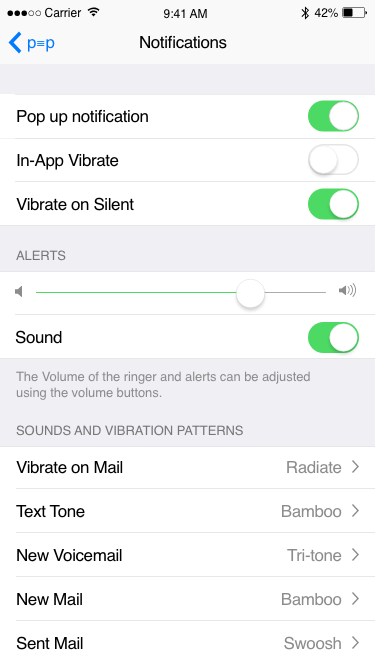 Carrier 9:41 AM 42%
p≡p Notifications
Pop up notification
In-App Vibrate
Vibrate on Silent
ALERTS
Sound
The Volume of the ringer and alerts can be adjusted
using the volume buttons.
SOUNDS AND VIBRATION PATTERNS
Vibrate on Mail Radiate
Text Tone Bamboo
New Voicemail Tri-tone
New Mail Bamboo
Sent Mail Swoosh